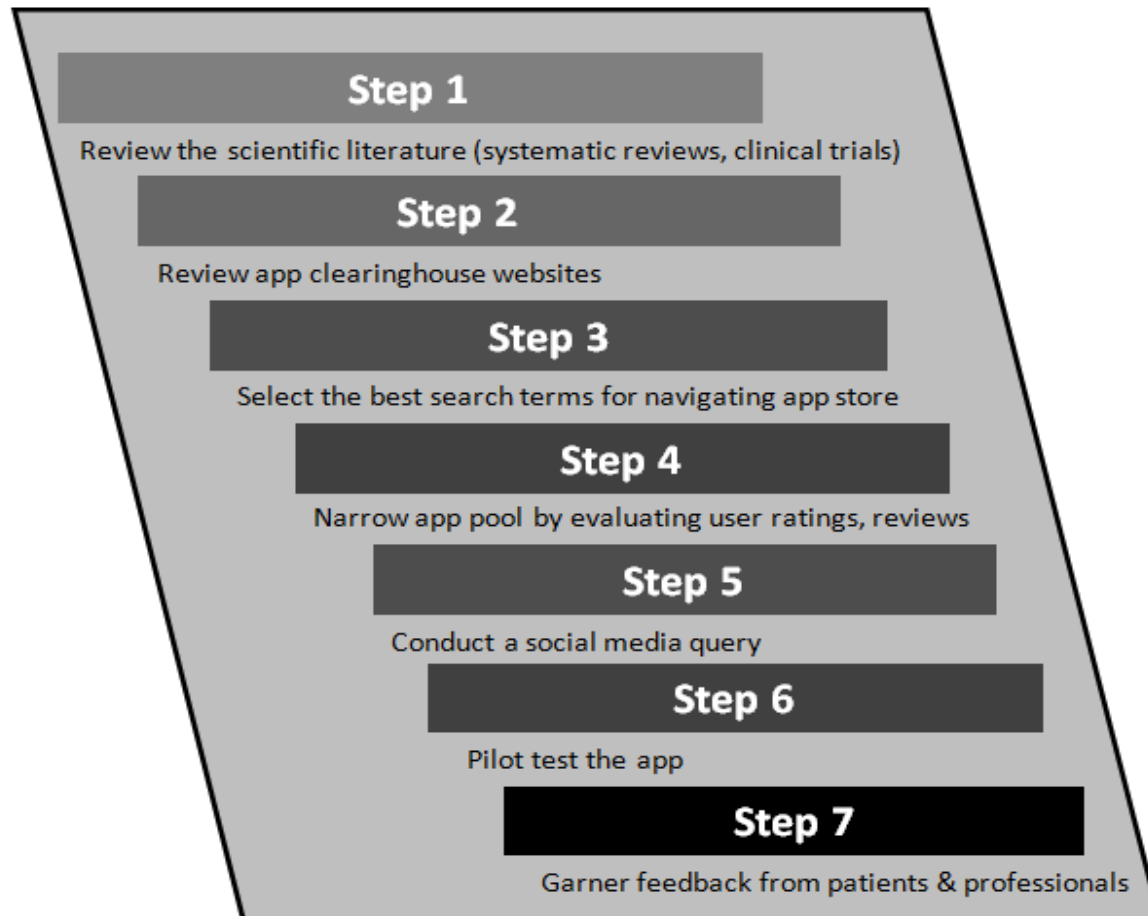 Step 1
Review the scientific literature (systematic reviews, clinical trials)
Step 2
Review app clearinghouse websites
Step 3
Select the best search terms for navigating app store
Step 4
Narrow app pool by evaluating user ratings, reviews
Step 5
Conduct a social media query
Step 6
Pilot test the app
Step 7
Garner feedback from patients & professionals